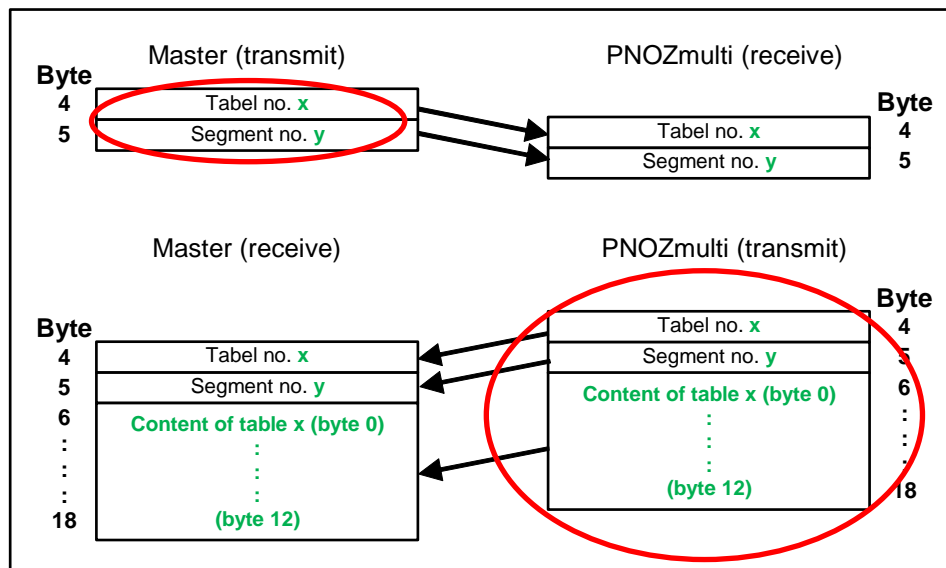 Master (transmit)
PNOZmulti (receive)
Byte
4
Tabel no. x
5
Segment no. y
Byte
Tabel no. x
4
Segment no. y
5
Master (receive)
PNOZmulti (transmit)
Byte
4
Tabel no. x
5
Segment no. y
6
Content of table x (byte 0)
:
:
:
:
:
:
18
(byte 12)
Byte
Tabel no. x
4
Segment no. y
5
Content of table x (byte 0)
6
:
:
:
:
:
:
(byte 12)
18